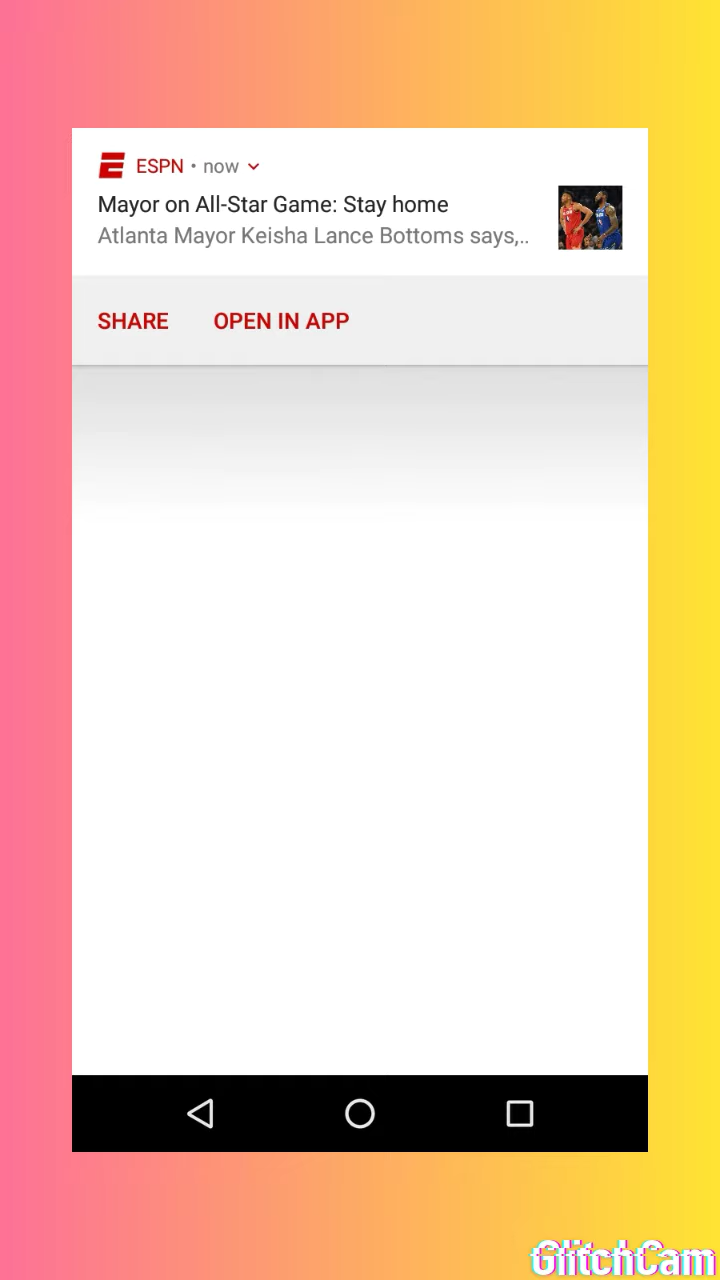 ESPN • now
Mayor on All-Star Game: Stay home
Atlanta Mayor Keisha Lance Bottoms says,..
SHARE OPEN IN APP
GlitchCam